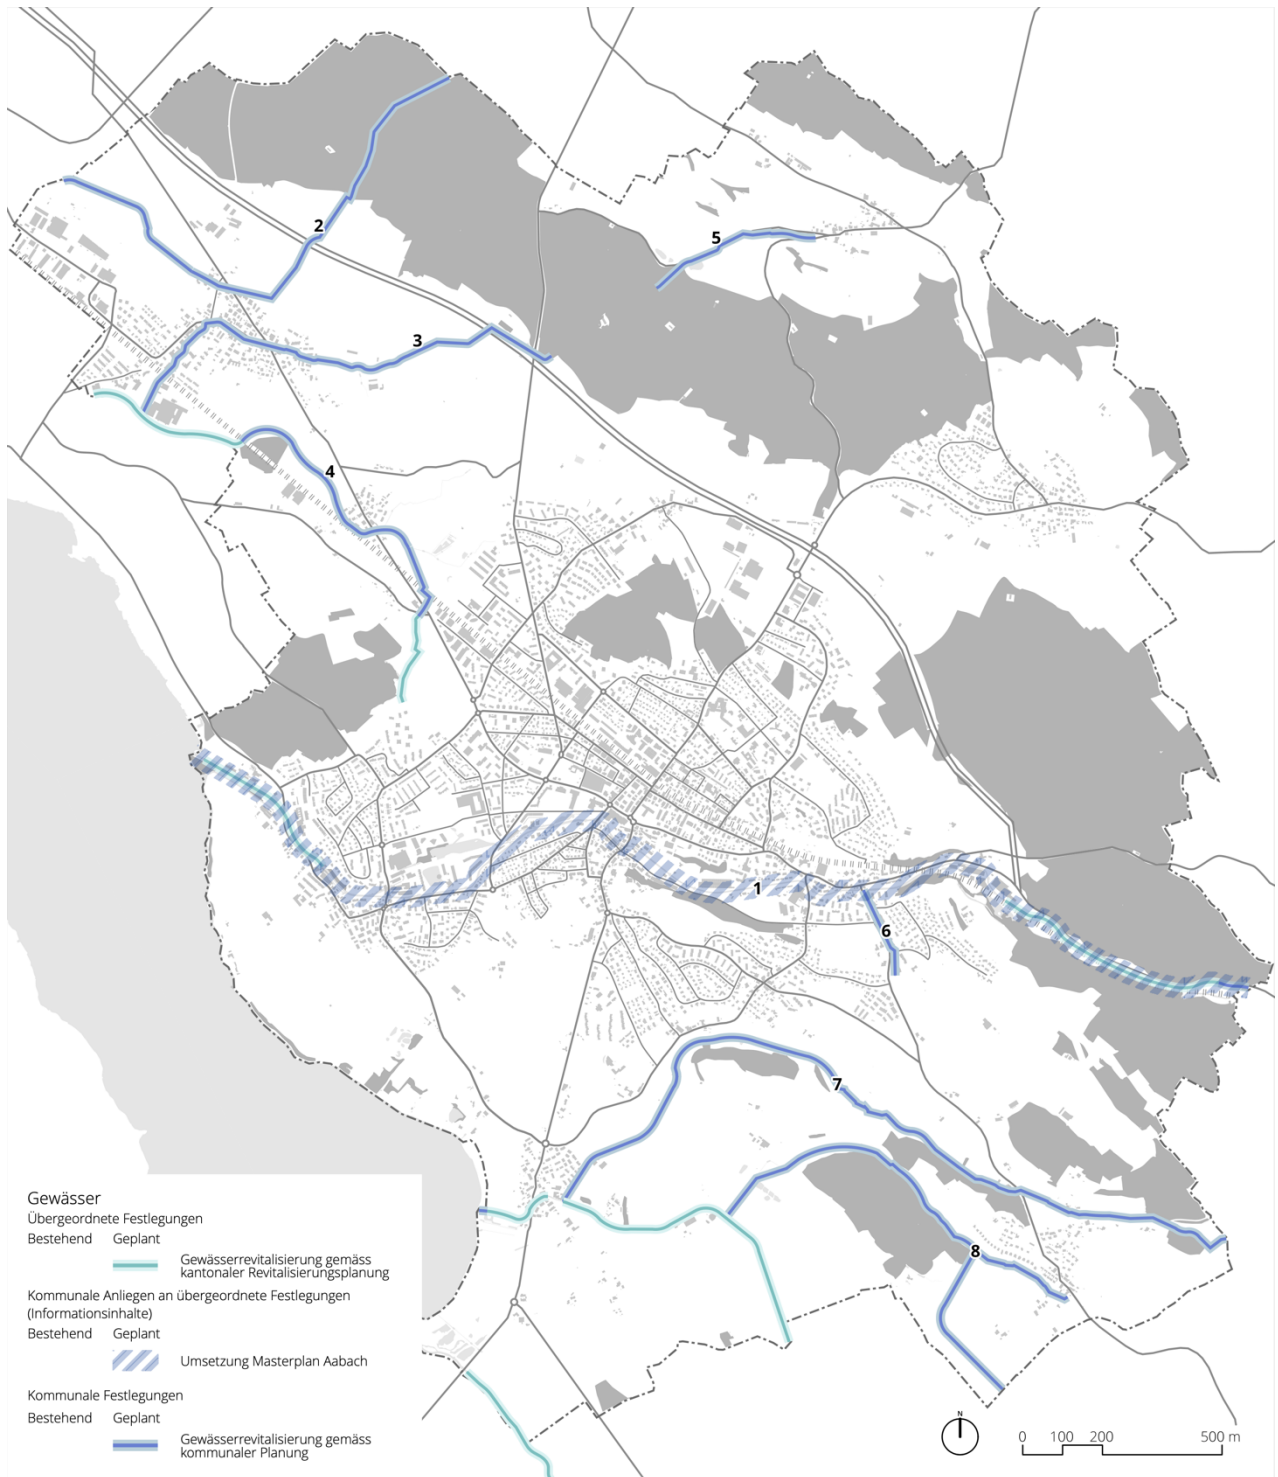 2
5
3
4
1
6
7
8
Gewässer
Übergeordnete Festlegungen
Bestehend Geplant
Gewässerrevitalisierung gemäss
kantonaler Revitalisierungsplanung
Kommunale Anliegen an übergeordnete Festlegungen
(Informationsinhalte)
Bestehend Geplant
Umsetzung Masterplan Aabach
Kommunale Festlegungen
Bestehend Geplant
Gewässerrevitalisierung gemäss
kommunaler Planung
N
0 100 200 500 m